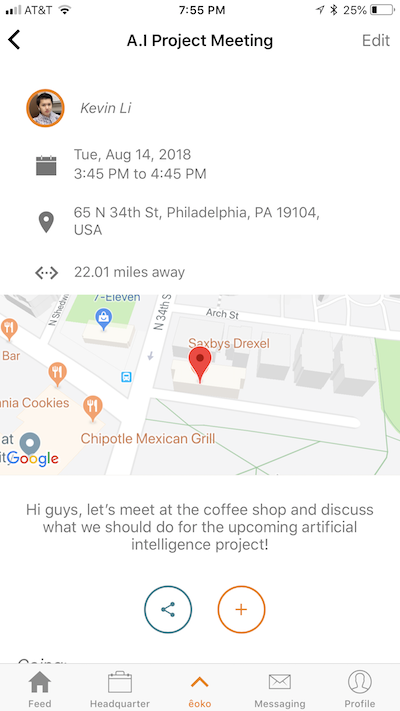 AT&T 7:55 PM 25%
A.I Project Meeting Edit
Kevin Li
Tue, Aug 14, 2018
3:45 PM to 4:45 PM
65 N 34th St, Philadelphia, PA 19104,
USA
22.01 miles away
7-Eleven
N 34th S
Arch St
Saxbys Drexel
Bar
nia Cookies
Chipotle Mexican Grill
at
it
Google
Hi guys, let's meet at the coffee shop and discuss
what we should do for the upcoming artificial
intelligence project!
Going
Feed Headquarter ēoko Messaging Profile